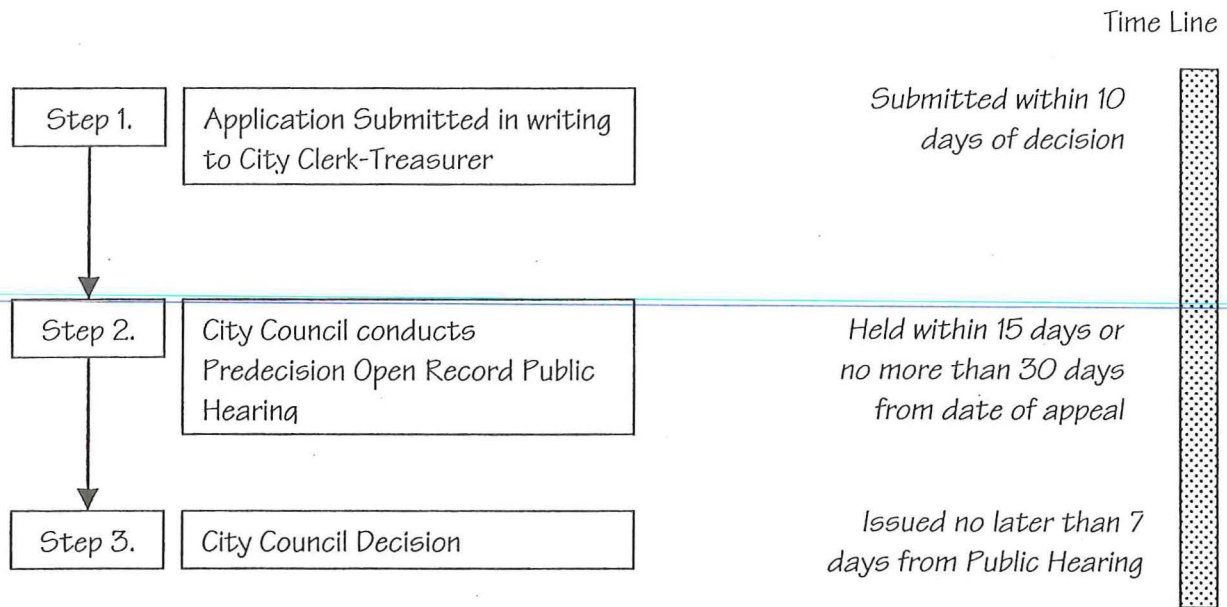 Time Line
Step 1.
Application Submitted in writing
to City Clerk-Treasurer
Submitted within 10
days of decision
Step 2.
City Council conducts
Predecision Open Record Public
Hearing
Held within 15 days or
no more than 30 days
from date of appeal
Step 3.
City Council Decision
Issued no later than 7
days from Public Hearing